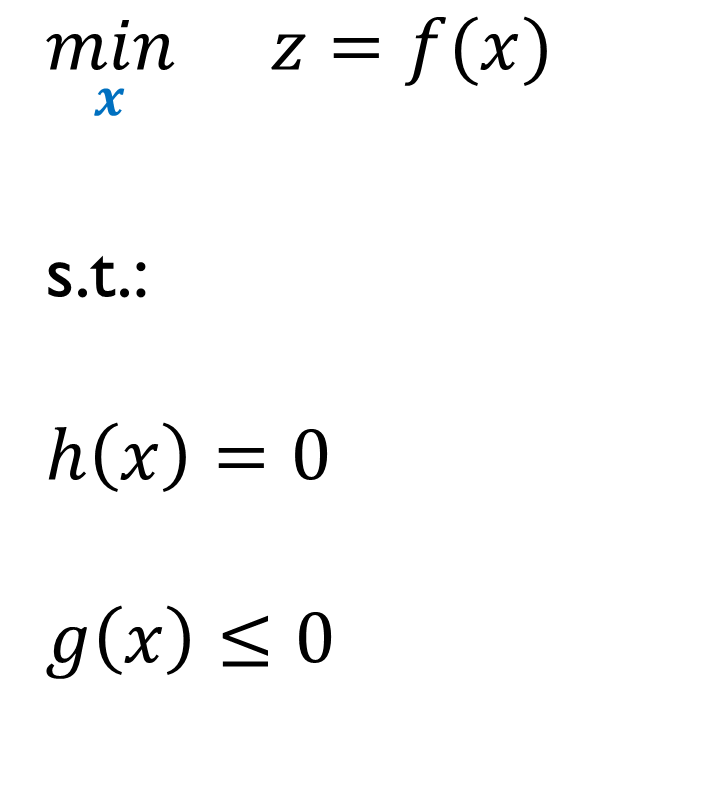 min z = f(x)
x
s.t.:
h(x) = 0
g(x) ≤ 0